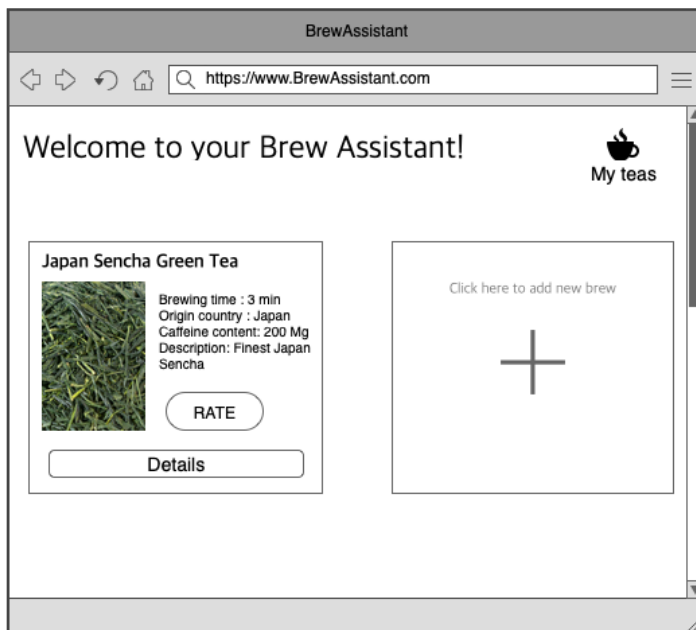 BrewAssistant
https://www.BrewAssistant.com
Welcome to your Brew Assistant!
My teas
Japan Sencha Green Tea
Brewing time : 3 min
Origin country : Japan
Caffeine content: 200 Mg
Description: Finest Japan
Sencha
RATE
Details
Click here to add new brew